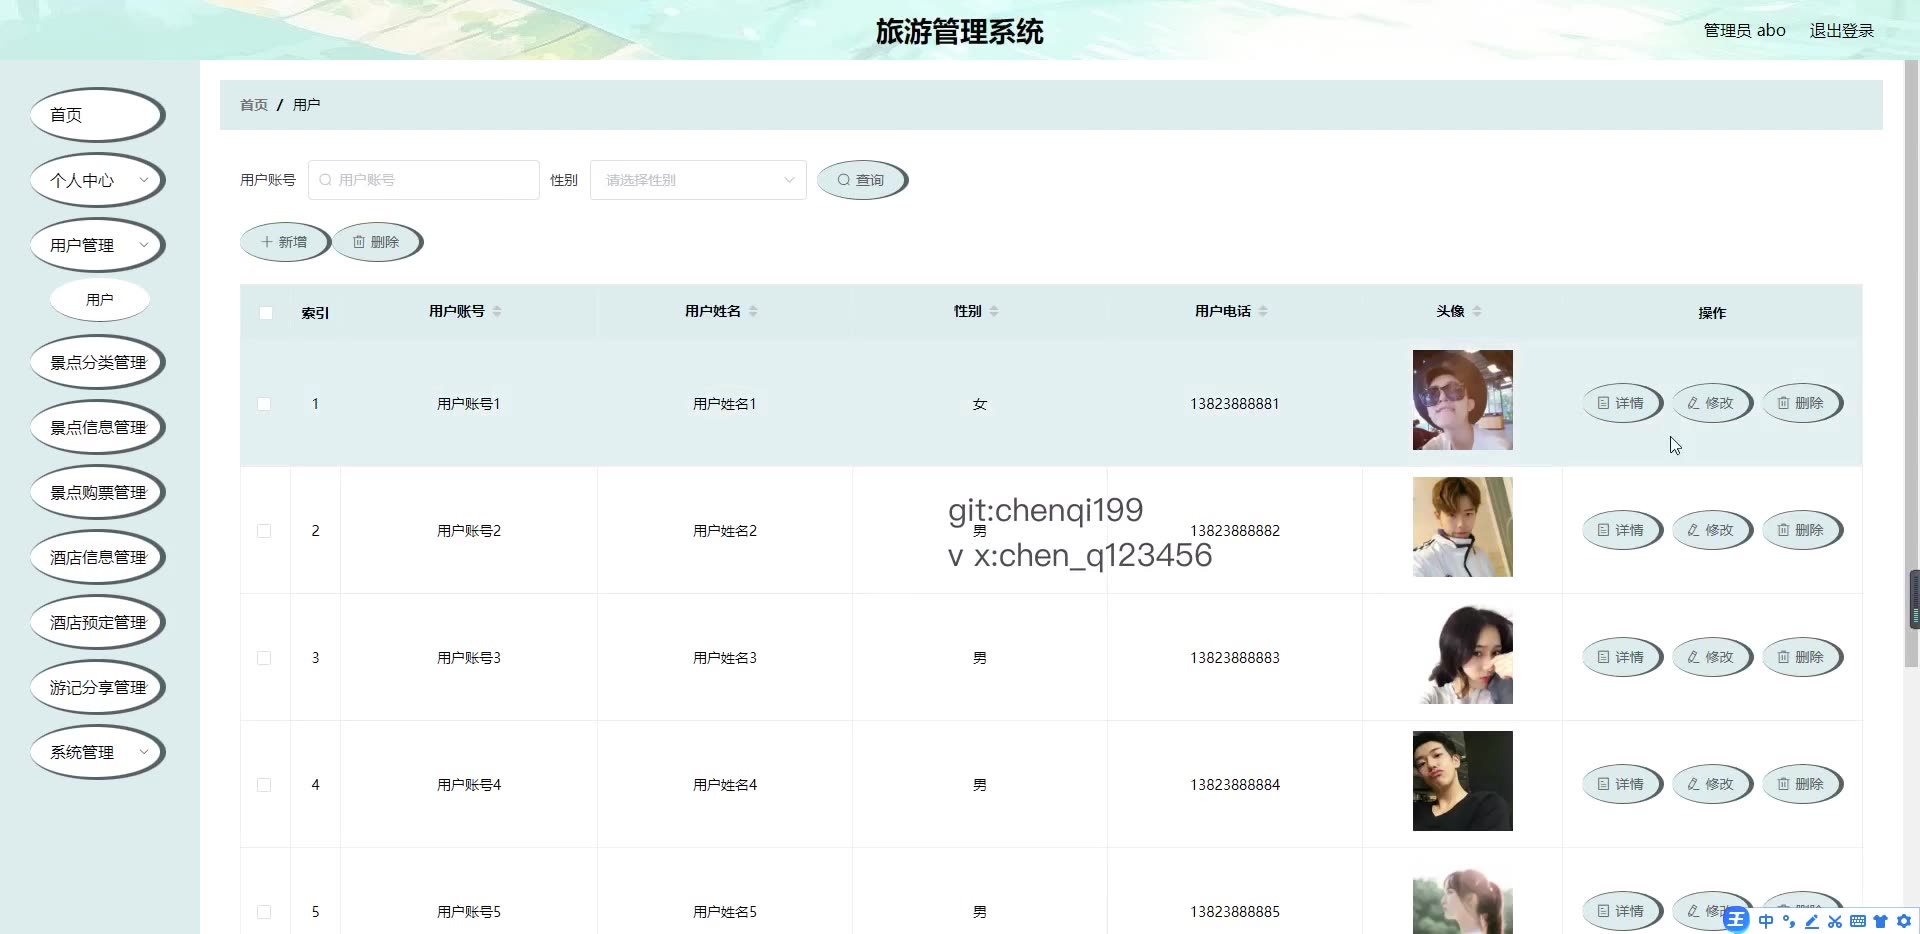 旅游管理系统
管理员 abo 退出登录
首页
个人中心
用户管理
用户
景点分类管理
景点信息管理
景点购票管理
酒店信息管理
酒店预定管理
游记分享管理
系统管理
首页 / 用户
用户账号 用户账号 性别 请选择性别 查询
新增 删除
索引 用户账号 用户姓名 性别 用户电话 头像 操作
1 用户账号1 用户姓名1 女 13823888881 详情 修改 删除
git:chenqi199
2 用户账号2 用户姓名2 男 13823888882 详情 修改 删除
v x:chen_q123456
3 用户账号3 用户姓名3 男 13823888883 详情 修改 删除
4 用户账号4 用户姓名4 男 13823888884 详情 修改 删除
5 用户账号5 用户姓名5 男 13823888885 详情 修改 删除
王 中